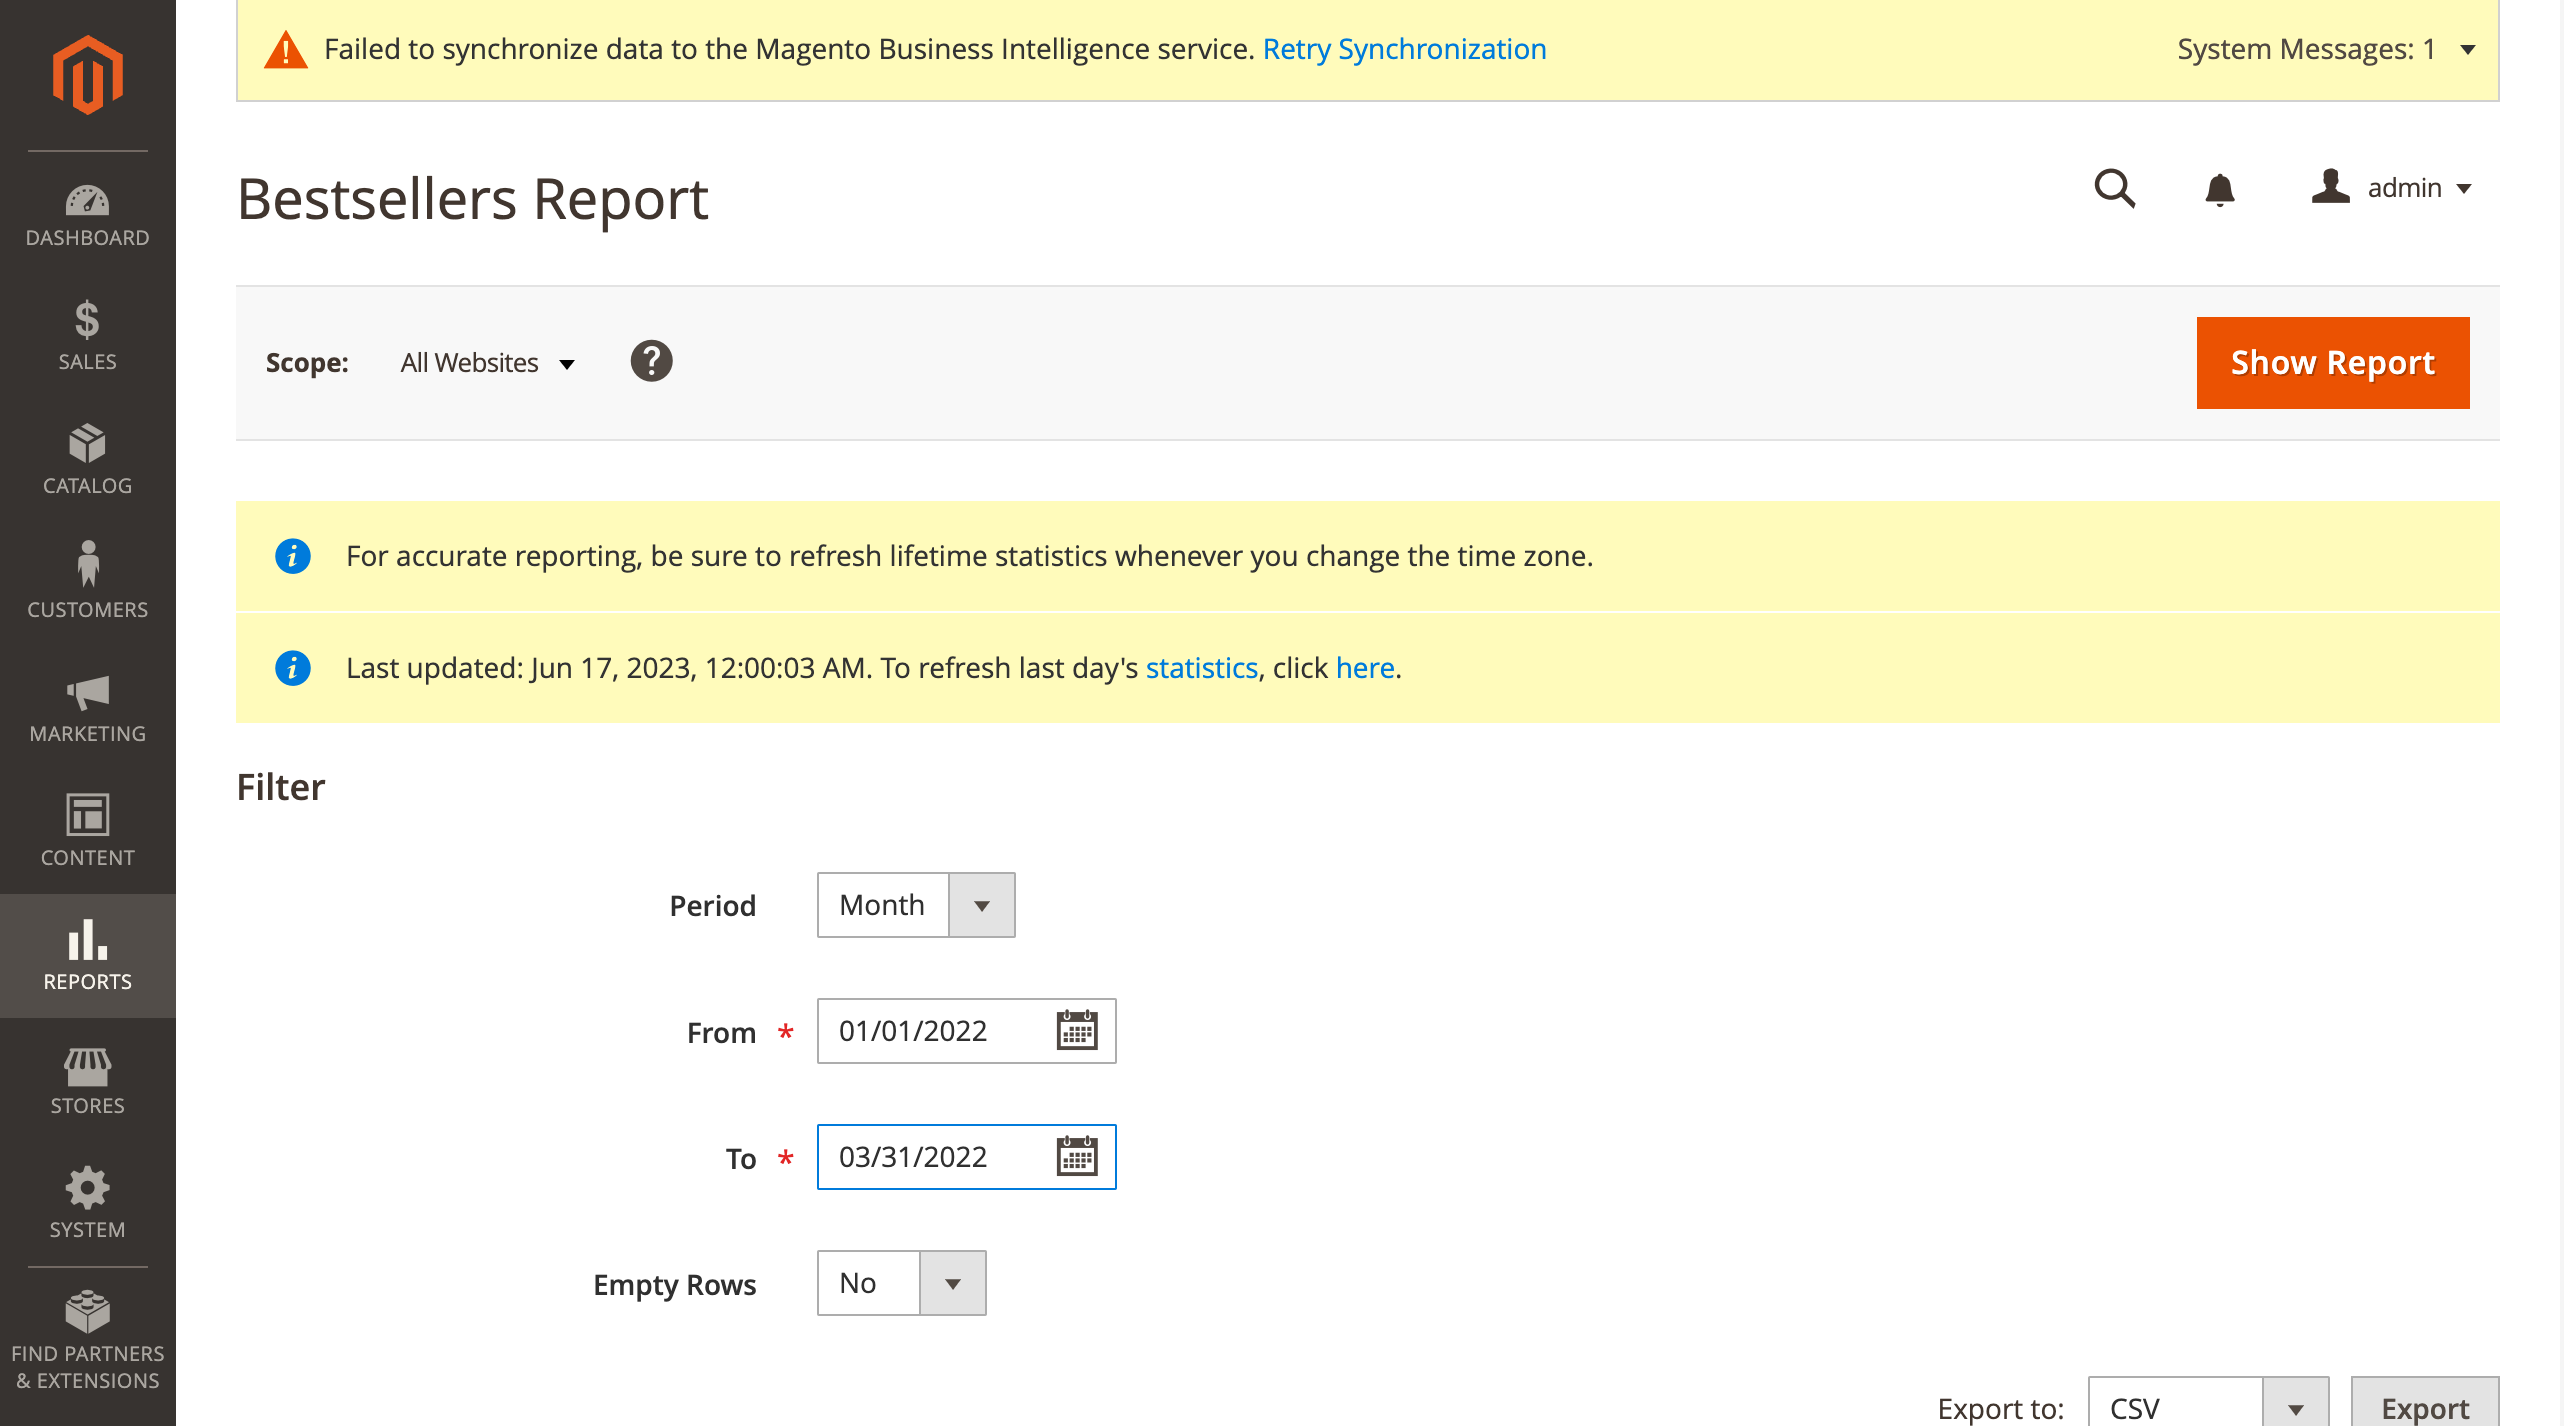 Failed to synchronize data to the Magento Business Intelligence service. Retry Synchronization
System Messages: 1
Bestsellers Report
admin
Scope: All Websites ?
Show Report
For accurate reporting, be sure to refresh lifetime statistics whenever you change the time zone.
Last updated: Jun 17, 2023, 12:00:03 AM. To refresh last day's statistics, click here.
Filter
Period Month
From * 01/01/2022
To * 03/31/2022
Empty Rows No
Export to: CSV Export
DASHBOARD
SALES
CATALOG
CUSTOMERS
MARKETING
CONTENT
REPORTS
STORES
SYSTEM
FIND PARTNERS
& EXTENSIONS